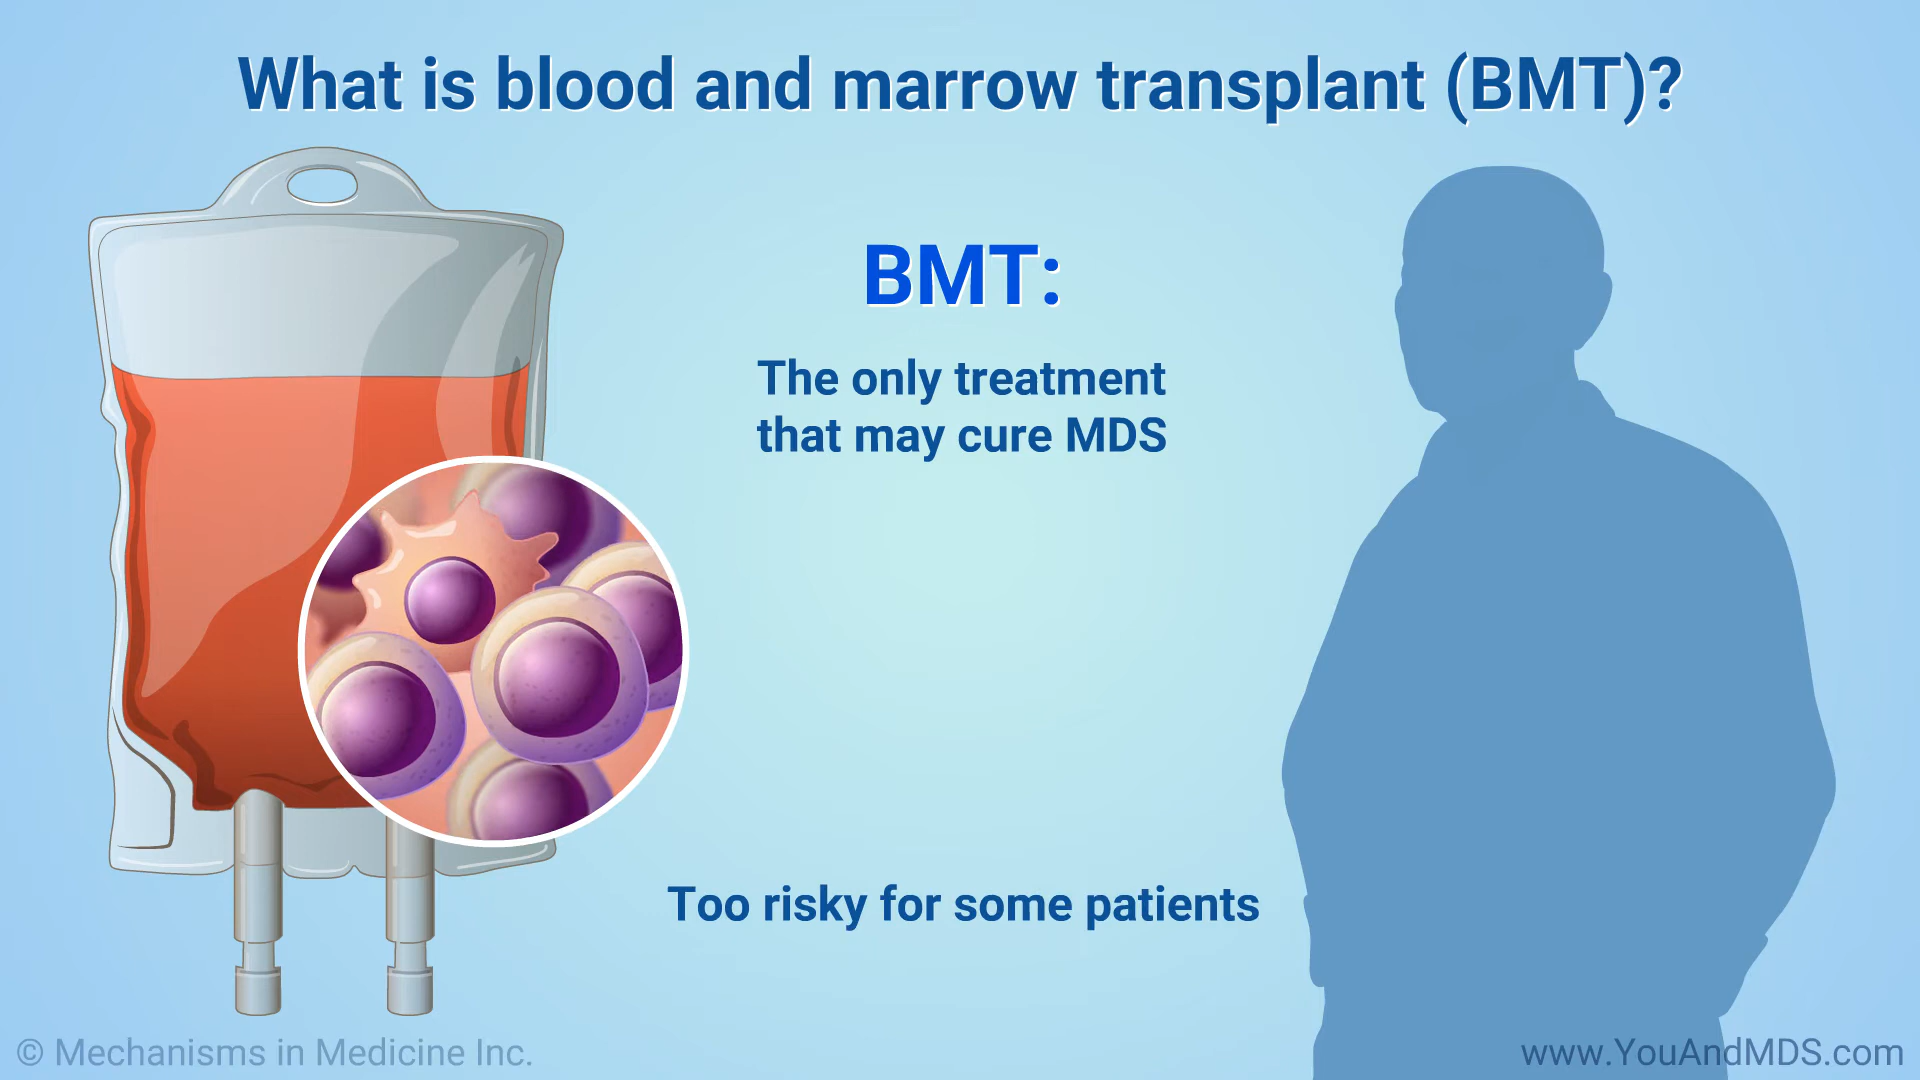 What is blood and marrow transplant (BMT)?
BMT:
The only treatment
that may cure MDS
Too risky for some patients
© Mechanisms in Medicine Inc.
www.YouAndMDS.com